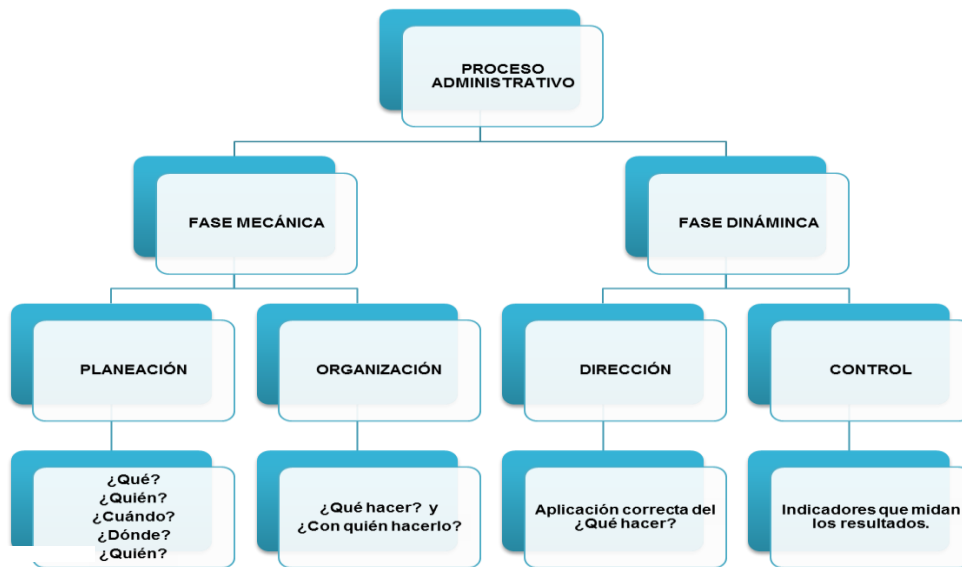 PROCESO
ADMINISTRATIVO
FASE MECÁNICA
FASE DINÁMINCA
PLANEACIÓN
ORGANIZACIÓN
DIRECCIÓN
CONTROL
¿Qué?
¿Quién?
¿Cuándo?
¿Dónde?
¿Quién?
¿Qué hacer? y
¿Con quién hacerlo?
Aplicación correcta del
¿Qué hacer?
Indicadores que midan
los resultados.